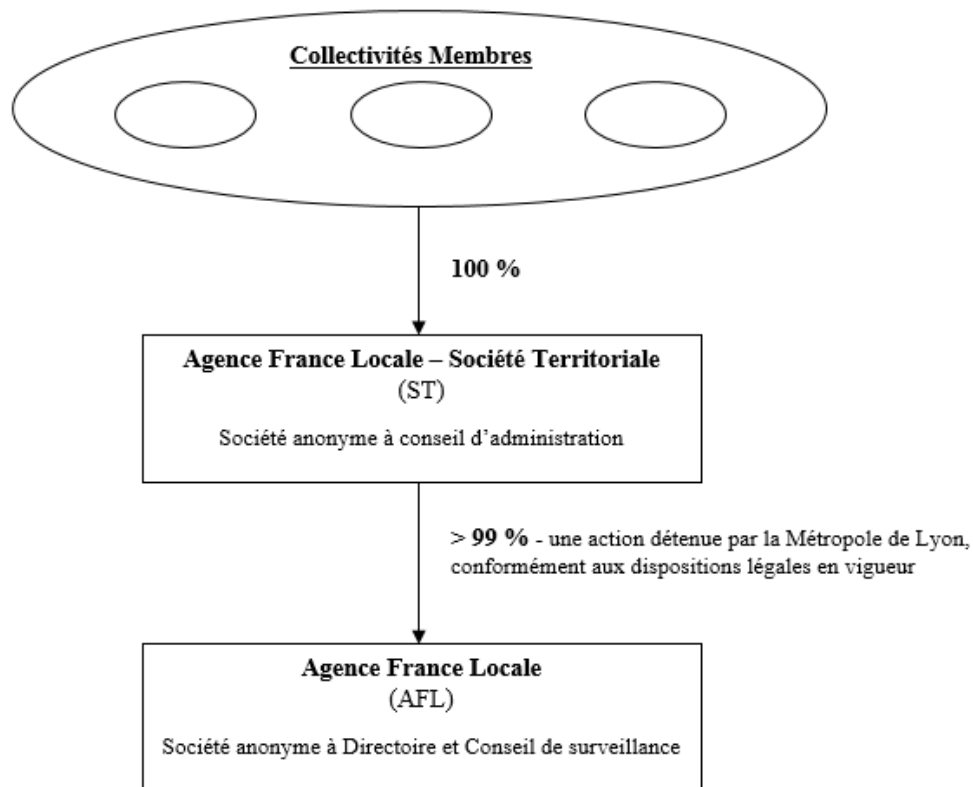 Collectivités Membres
100 %
Agence France Locale – Société Territoriale
(ST)
Société anonyme à conseil d’administration
> 99 % - une action détenue par la Métropole de Lyon,
conformément aux dispositions légales en vigueur
Agence France Locale
(AFL)
Société anonyme à Directoire et Conseil de surveillance